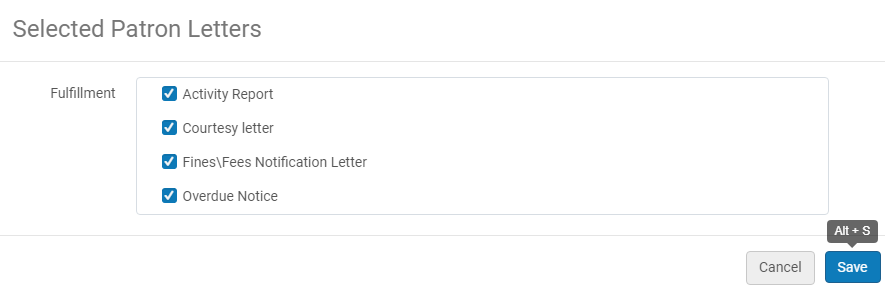 Selected Patron Letters
Fulfillment
Activity Report
Courtesy letter
Fines\Fees Notification Letter
Overdue Notice
Alt + S
Cancel
Save